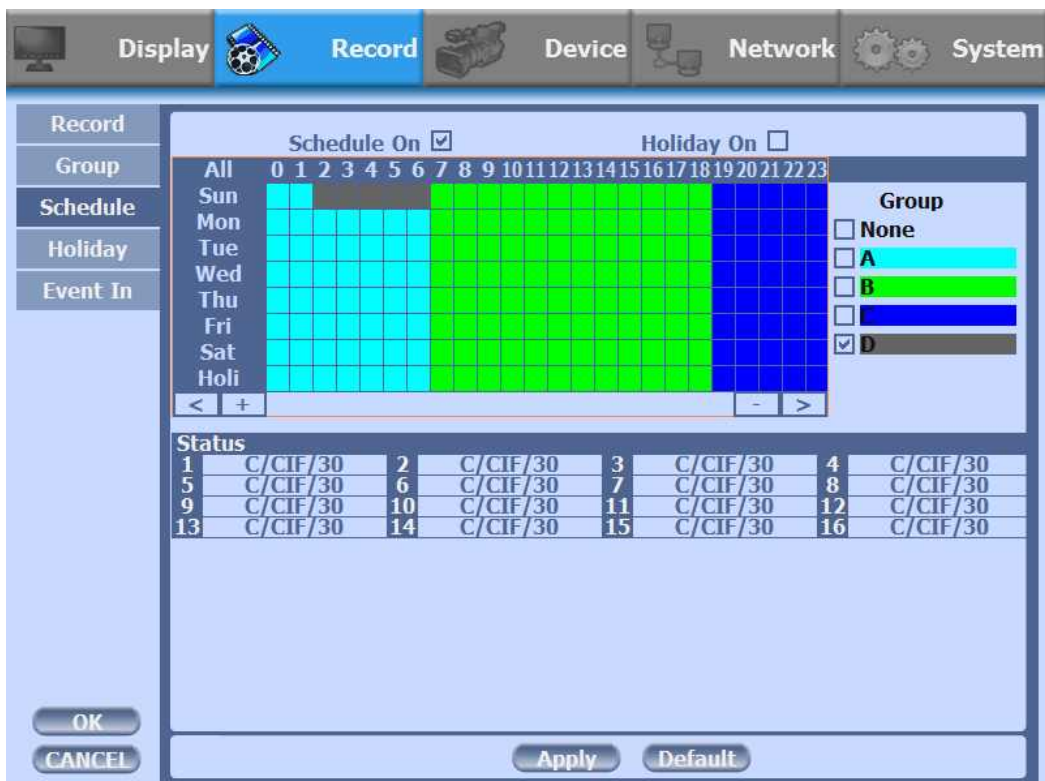 Display Record Device Network System
Record
Group
Schedule
Holiday
Event In
Schedule On Holiday On
All 0 1 2 3 4 5 6 7 8 9 10 11 12 13 14 15 16 17 18 19 20 21 22 23
Sun
Mon
Tue
Wed
Thu
Fri
Sat
Holi
< + - >
Group
None
A
B
C
D
Status
1 C/CIF/30 2 C/CIF/30 3 C/CIF/30 4 C/CIF/30
5 C/CIF/30 6 C/CIF/30 7 C/CIF/30 8 C/CIF/30
9 C/CIF/30 10 C/CIF/30 11 C/CIF/30 12 C/CIF/30
13 C/CIF/30 14 C/CIF/30 15 C/CIF/30 16 C/CIF/30
OK
CANCEL
Apply Default